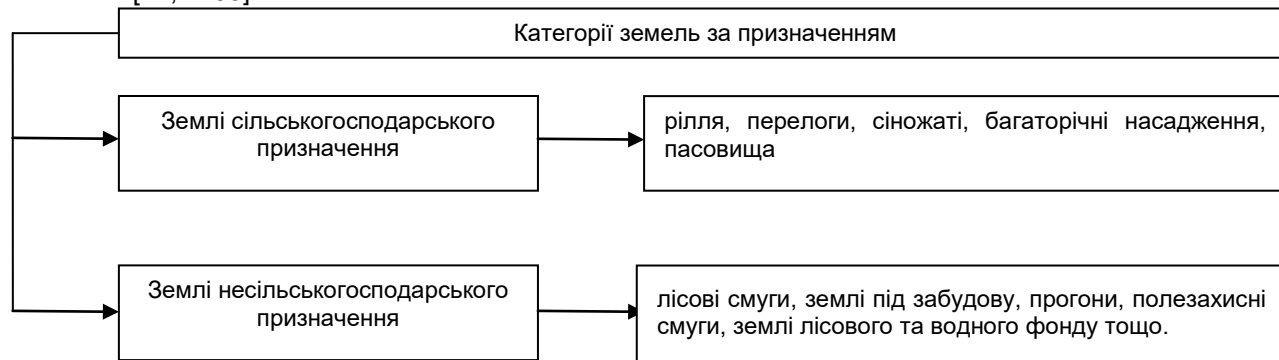 Категорії земель за призначенням
Землі сільськогосподарського
призначення
рілля, перелоги, сіножаті, багаторічні насадження,
пасовища
Землі несільськогосподарського
призначення
лісові смуги, землі під забудову, прогони, полезахисні
смуги, землі лісового та водного фонду тощо.